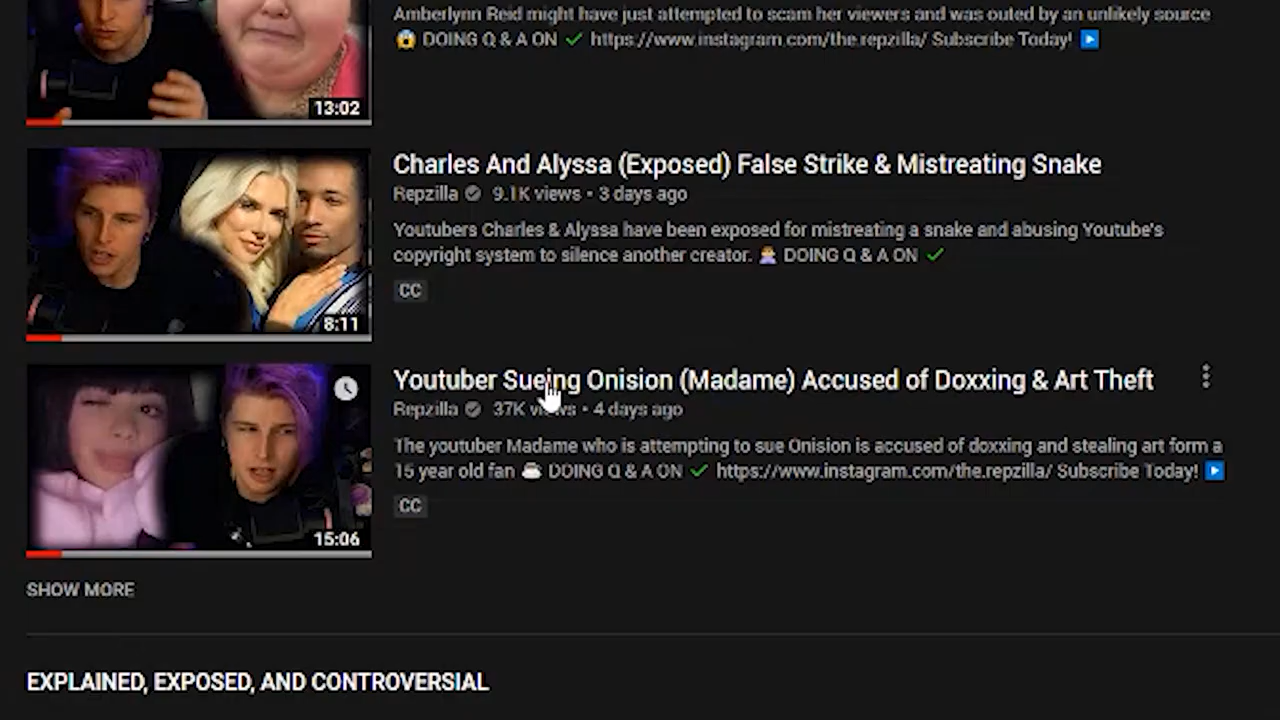 Amberlynn Reid might have just attempted to scam her viewers and was outed by an unlikely source
😱 DOING Q & A ON ✔ https://www.instagram.com/the.repzilla/ Subscribe Today! ▶
13:02
Charles And Alyssa (Exposed) False Strike & Mistreating Snake
Repzilla 9.1K views • 3 days ago
Youtubers Charles & Alyssa have been exposed for mistreating a snake and abusing Youtube's
copyright system to silence another creator. 🤦 DOING Q & A ON ✔
CC
8:11
Youtuber Sueing Onision (Madame) Accused of Doxxing & Art Theft
Repzilla 37K views • 4 days ago
The youtuber Madame who is attempting to sue Onision is accused of doxxing and stealing art form a
15 year old fan ☕ DOING Q & A ON ✔ https://www.instagram.com/the.repzilla/ Subscribe Today! ▶
CC
15:06
SHOW MORE
EXPLAINED, EXPOSED, AND CONTROVERSIAL